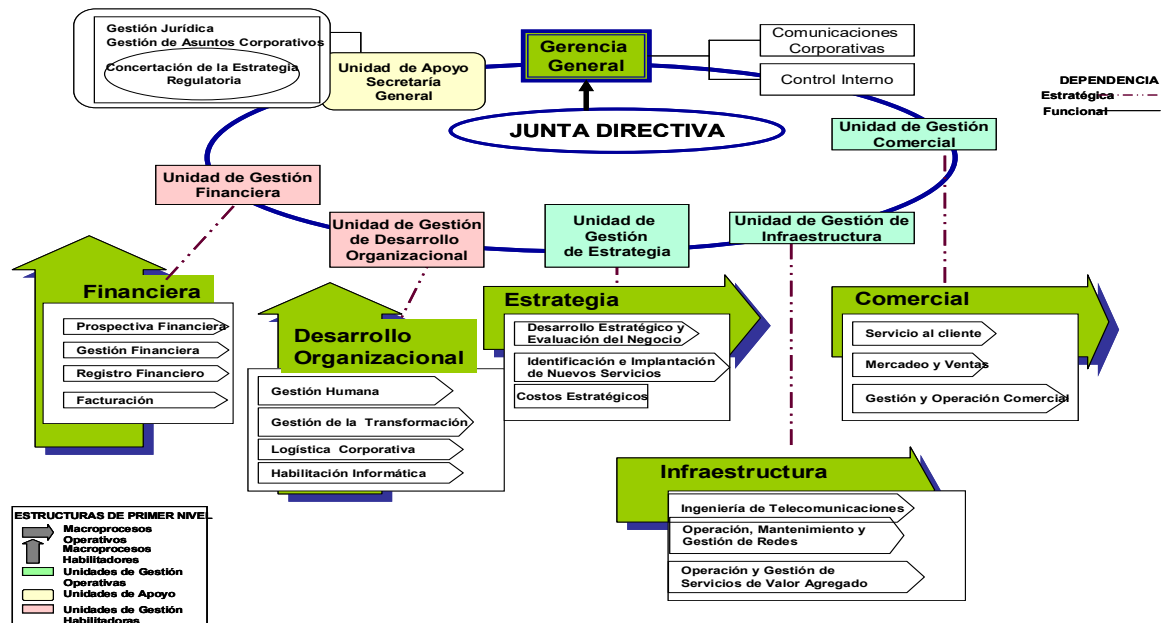 Gestión Jurídica
Gestión de Asuntos Corporativos
Concertación de la Estrategia
Regulatoria
Unidad de Apoyo
Secretaría
General
Gerencia
General
Comunicaciones
Corporativas
Control Interno
JUNTA DIRECTIVA
DEPENDENCIA
Estratégica
Funcional
Unidad de Gestión
Comercial
Unidad de Gestión
Financiera
Unidad de Gestión
de Desarrollo
Organizacional
Unidad de
Gestión
de Estrategia
Unidad de Gestión de
Infraestructura
Financiera
Prospectiva Financiera
Gestión Financiera
Registro Financiero
Facturación
Desarrollo
Organizacional
Gestión Humana
Gestión de la Transformación
Logística Corporativa
Habilitación Informática
Estrategia
Desarrollo Estratégico y
Evaluación del Negocio
Identificación e Implantación
de Nuevos Servicios
Costos Estratégicos
Comercial
Servicio al cliente
Mercadeo y Ventas
Gestión y Operación Comercial
Infraestructura
Ingeniería de Telecomunicaciones
Operación, Mantenimiento y
Gestión de Redes
Operación y Gestión de
Servicios de Valor Agregado
ESTRUCTURAS DE PRIMER NIVEL
Macroprocesos
Operativos
Macroprocesos
Habilitadores
Unidades de Gestión
Operativas
Unidades de Apoyo
Unidades de Gestión
Habilitadoras